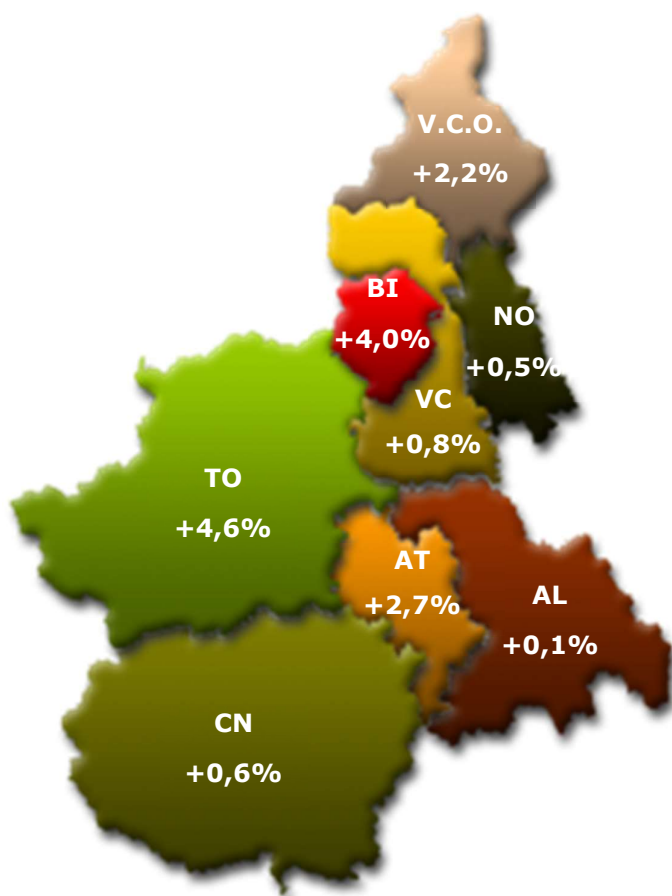 V.C.O.
+2,2%
BI
+4,0%
NO
+0,5%
VC
+0,8%
TO
+4,6%
AT
+2,7%
AL
+0,1%
CN
+0,6%